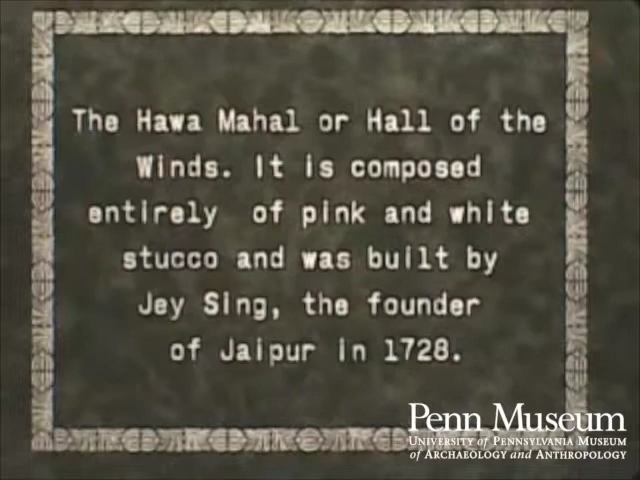 The Hawa Mahal or Hall of the
Winds. It is composed
entirely of pink and white
stucco and was built by
Jey Sing, the founder
of Jaipur in 1728.
Penn Museum
UNIVERSITY of PENNSYLVANIA MUSEUM
of ARCHAEOLOGY and ANTHROPOLOGY